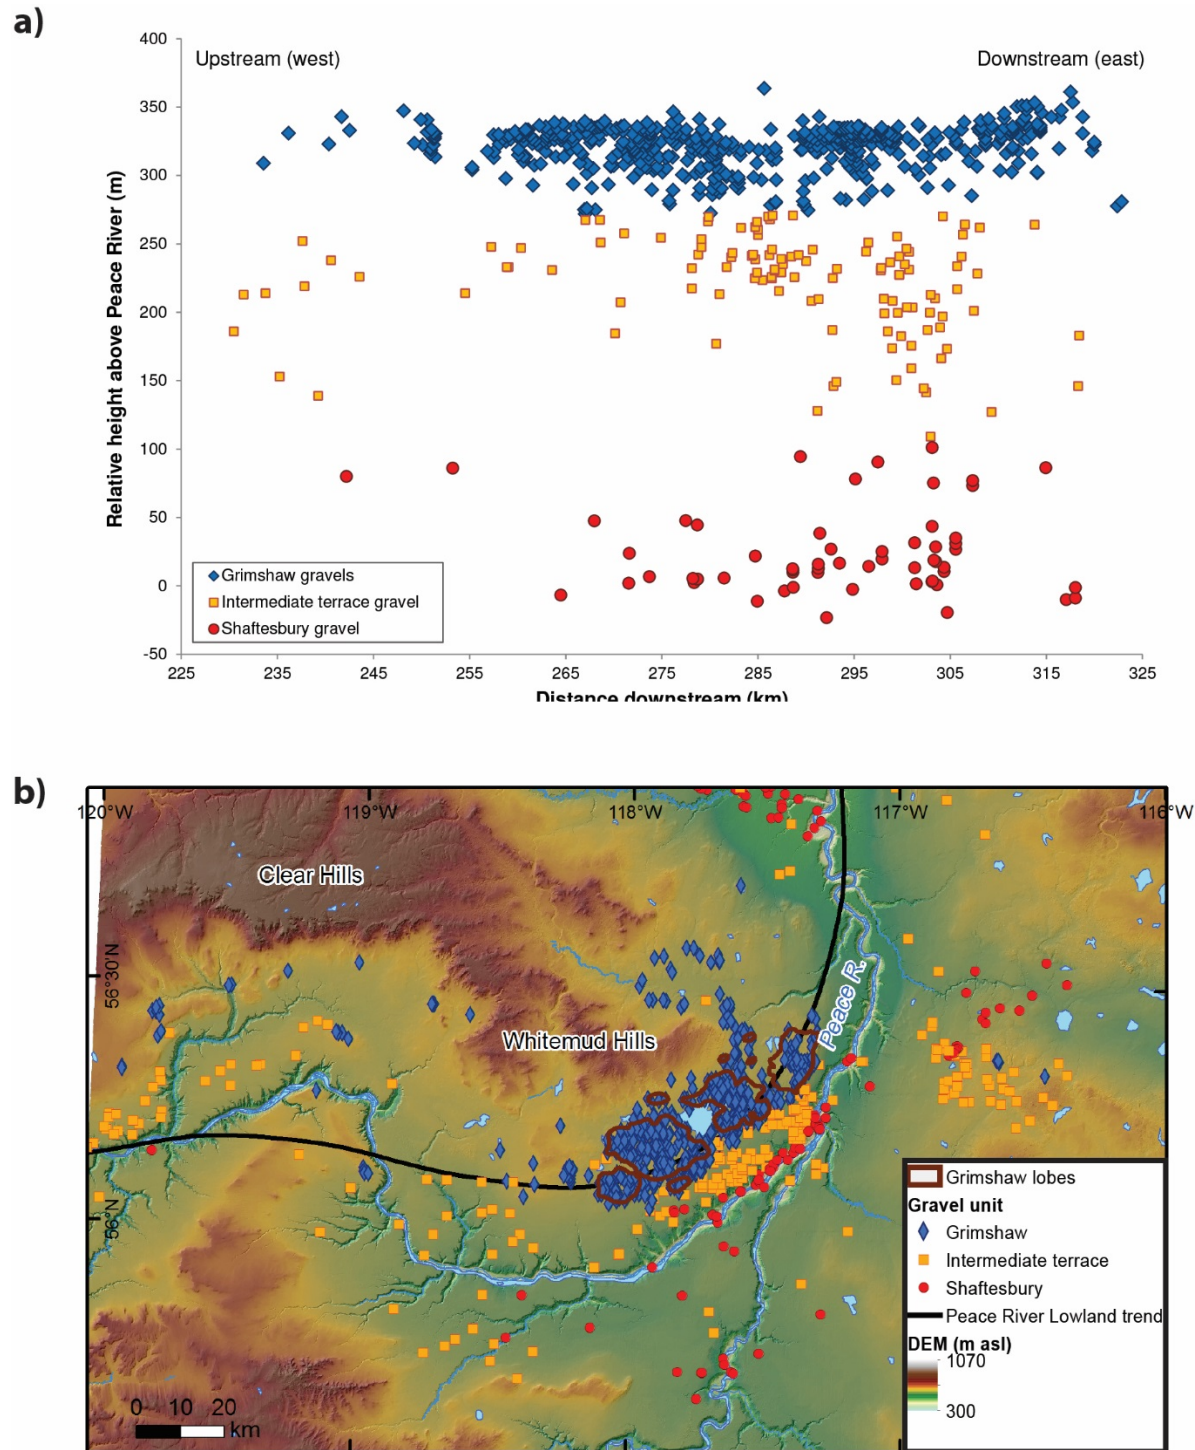 a)
400
Upstream (west)
Downstream (east)
350
300
250
200
150
100
50
0
-50
Relative height above Peace River (m)
Grimshaw gravels
Intermediate terrace gravel
Shaftesbury gravel
225 235 245 255 265 275 285 295 305 315 325
Distance downstream (km)
b)
120°W 119°W 118°W 117°W 116°W
Clear Hills
56°30'N
Whitemud Hills
Peace R.
56°N
Grimshaw lobes
Gravel unit
Grimshaw
Intermediate terrace
Shaftesbury
Peace River Lowland trend
DEM (m asl)
1070
300
0 10 20
km